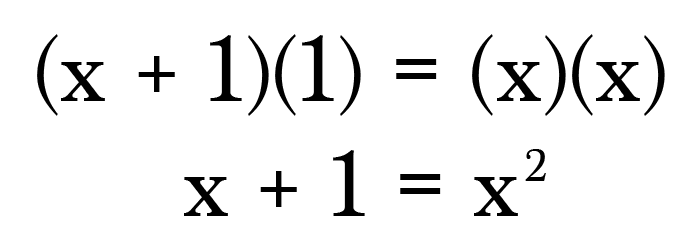 (x + 1)(1) = (x)(x)
x + 1 = x²